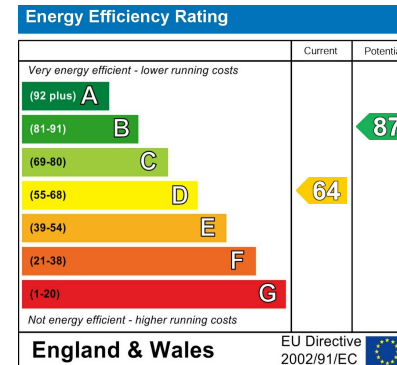 Energy Efficiency Rating
Current Potentia
Very energy efficient - lower running costs
(92 plus) A
(81-91) B 87
(69-80) C
(55-68) D 64
(39-54) E
(21-38) F
(1-20) G
Not energy efficient - higher running costs
England & Wales
EU Directive
2002/91/EC